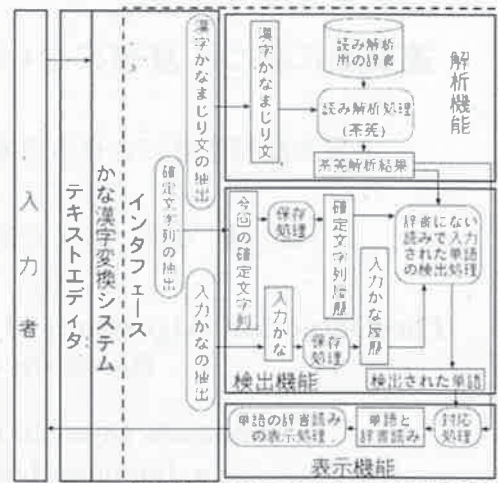 入力者
テキストエディタ
かな漢字変換システム
インタフェース
漢字かなまじり文の抽出
確定文字列の抽出
入力かなの抽出
漢字かなまじり文
読み解析
用の辞書
読み解析処理
(茶筅)
茶筅解析結果
解析機能
今回の確定文字列
保存
処理
確定文字列履歴
入力かな
保存
処理
入力かな履歴
辞書にない
読みで入力
された単語
の検出処理
検出された単語
検出機能
単語の辞書読み
の表示処理
単語と
辞書読み
対応
処理
表示機能